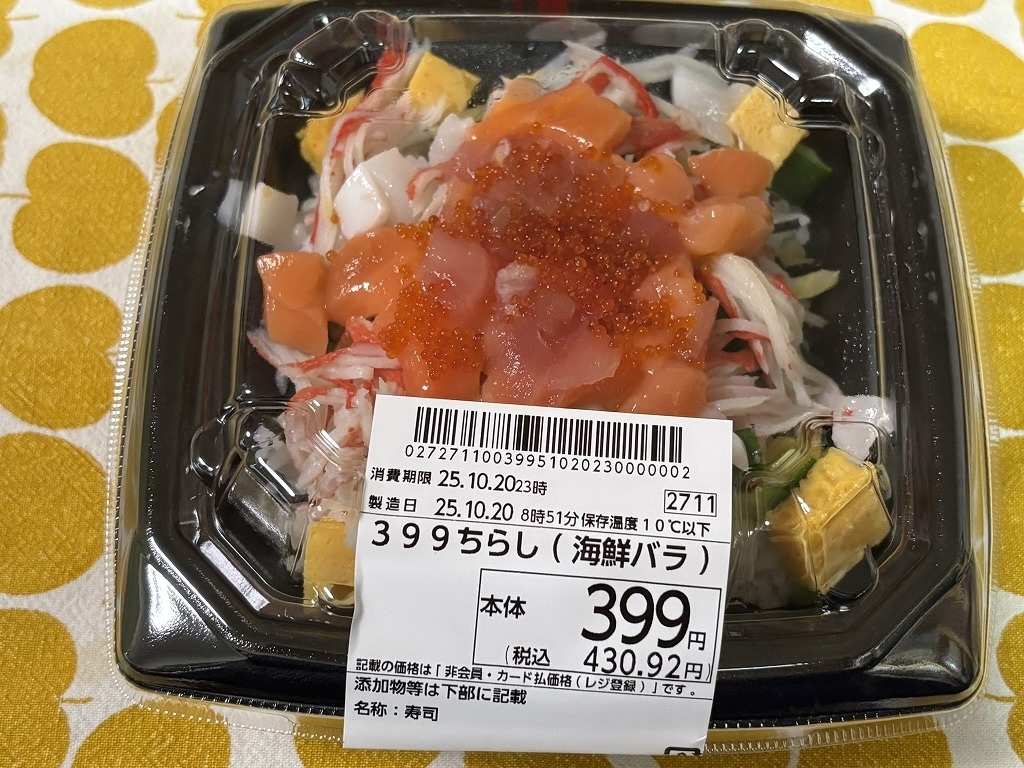 0272711003995102023000000​2
消費期限 25.10.20 23時
2711
製造日 25.10.20 8時51分 保存温度10℃以下
399ちらし(海鮮バラ)
本体 399円
(税込 430.92円)
記載の価格は「非会員・カード払価格(レジ登録)」です。
添加物等は下部に記載
名称:寿司